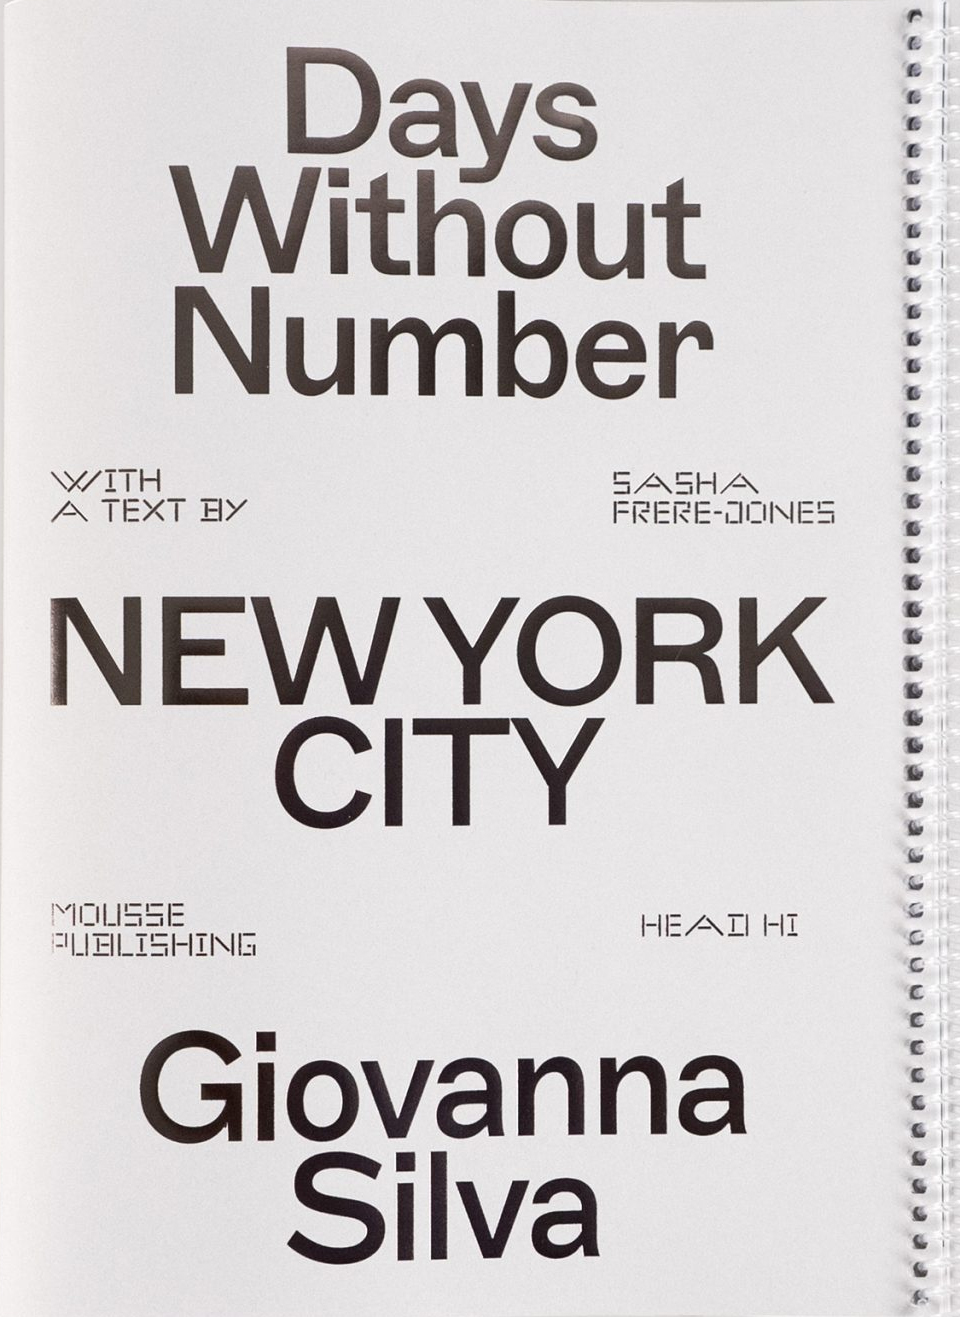 Days
Without
Number
WITH
A TEXT BY
SASHA
FRERE-JONES
NEW YORK
CITY
MOUSSE
PUBLISHING
HEAD HI
Giovanna
Silva